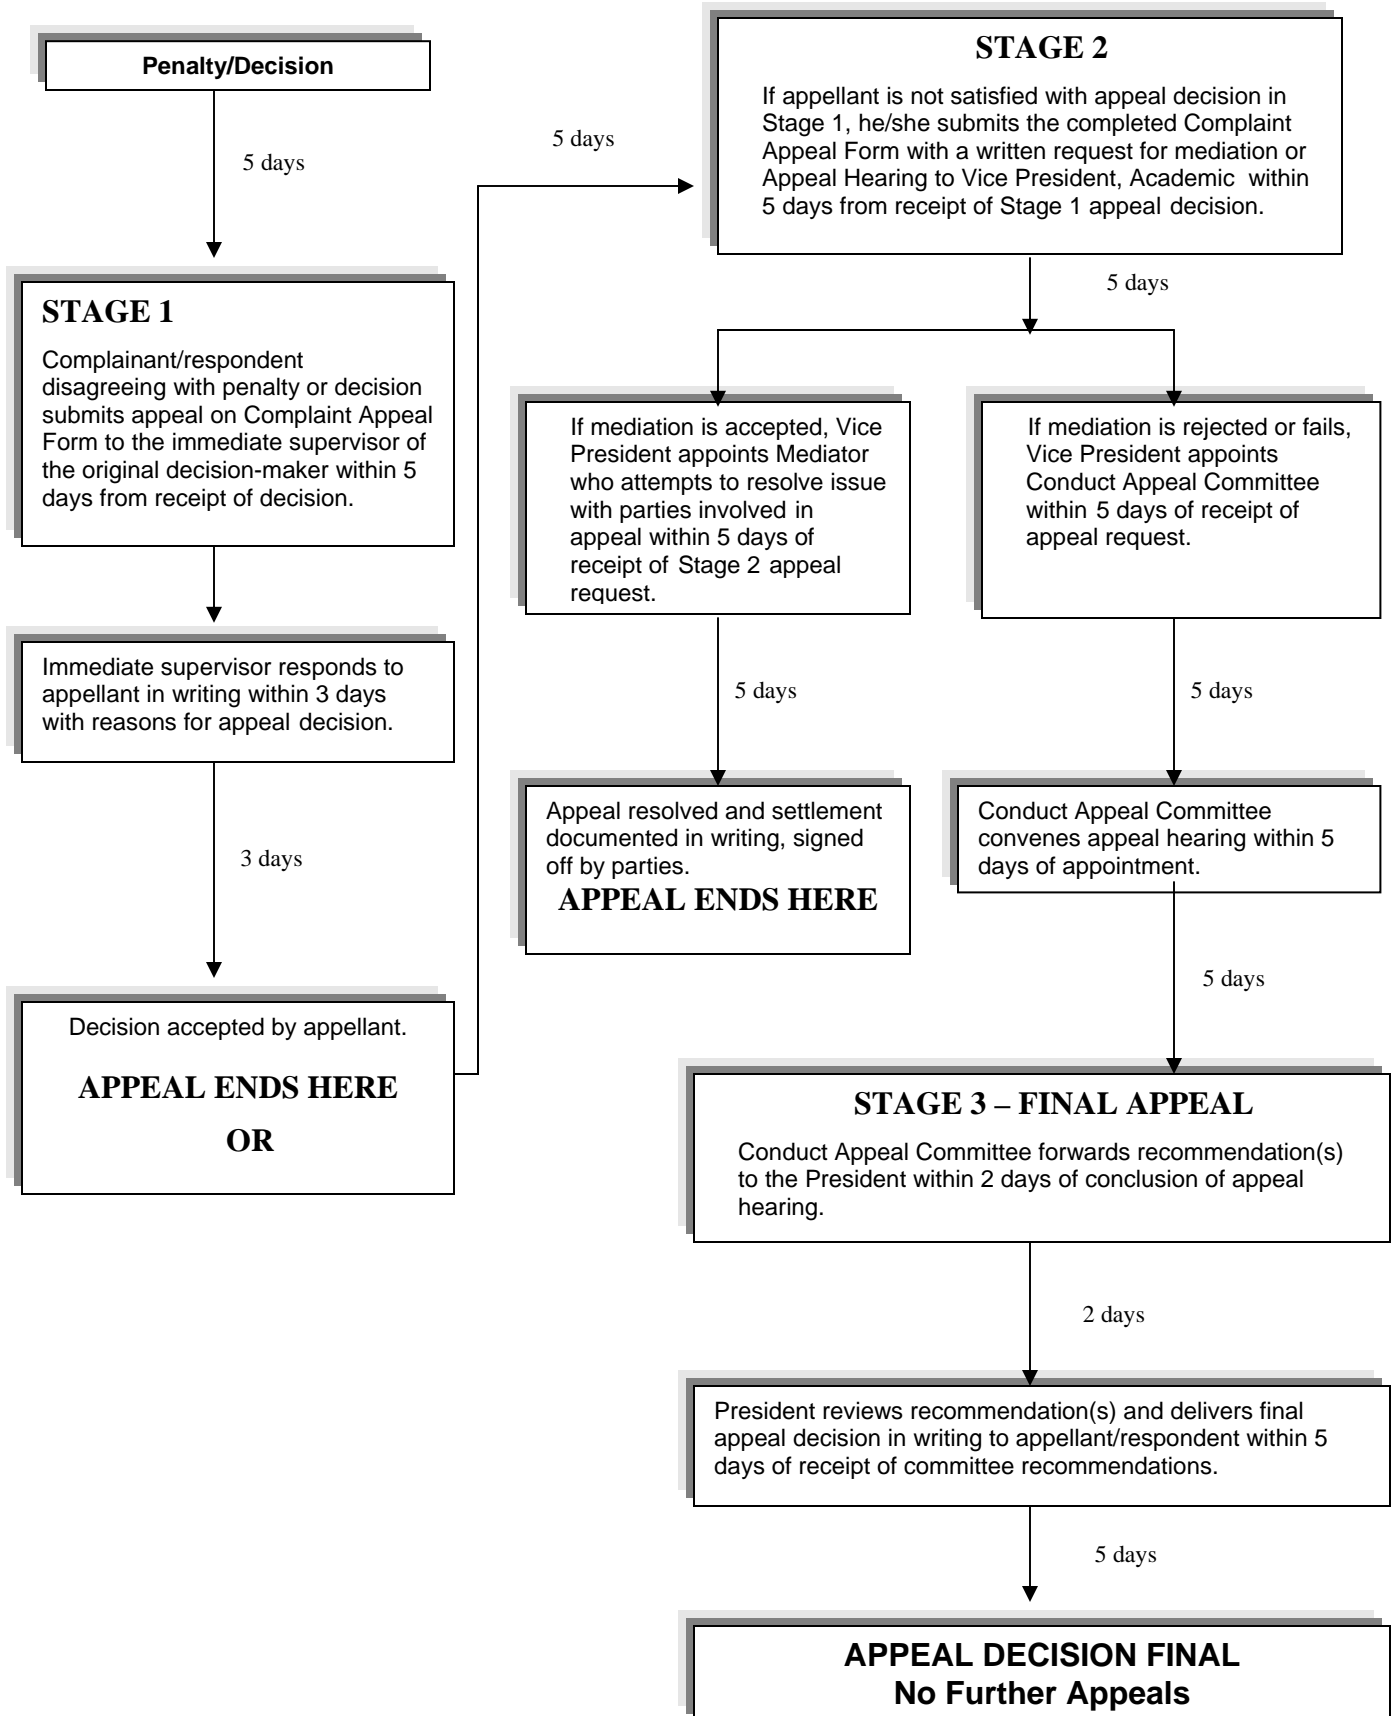 Penalty/Decision
5 days
STAGE 1
Complainant/respondent
disagreeing with penalty or decision
submits appeal on Complaint Appeal
Form to the immediate supervisor of
the original decision-maker within 5
days from receipt of decision.
Immediate supervisor responds to
appellant in writing within 3 days
with reasons for appeal decision.
3 days
Decision accepted by appellant.
APPEAL ENDS HERE
OR
5 days
STAGE 2
If appellant is not satisfied with appeal decision in
Stage 1, he/she submits the completed Complaint
Appeal Form with a written request for mediation or
Appeal Hearing to Vice President, Academic within
5 days from receipt of Stage 1 appeal decision.
5 days
If mediation is accepted, Vice
President appoints Mediator
who attempts to resolve issue
with parties involved in
appeal within 5 days of
receipt of Stage 2 appeal
request.
5 days
Appeal resolved and settlement
documented in writing, signed
off by parties.
APPEAL ENDS HERE
If mediation is rejected or fails,
Vice President appoints
Conduct Appeal Committee
within 5 days of receipt of
appeal request.
5 days
Conduct Appeal Committee
convenes appeal hearing within 5
days of appointment.
5 days
STAGE 3 – FINAL APPEAL
Conduct Appeal Committee forwards recommendation(s)
to the President within 2 days of conclusion of appeal
hearing.
2 days
President reviews recommendation(s) and delivers final
appeal decision in writing to appellant/respondent within 5
days of receipt of committee recommendations.
5 days
APPEAL DECISION FINAL
No Further Appeals